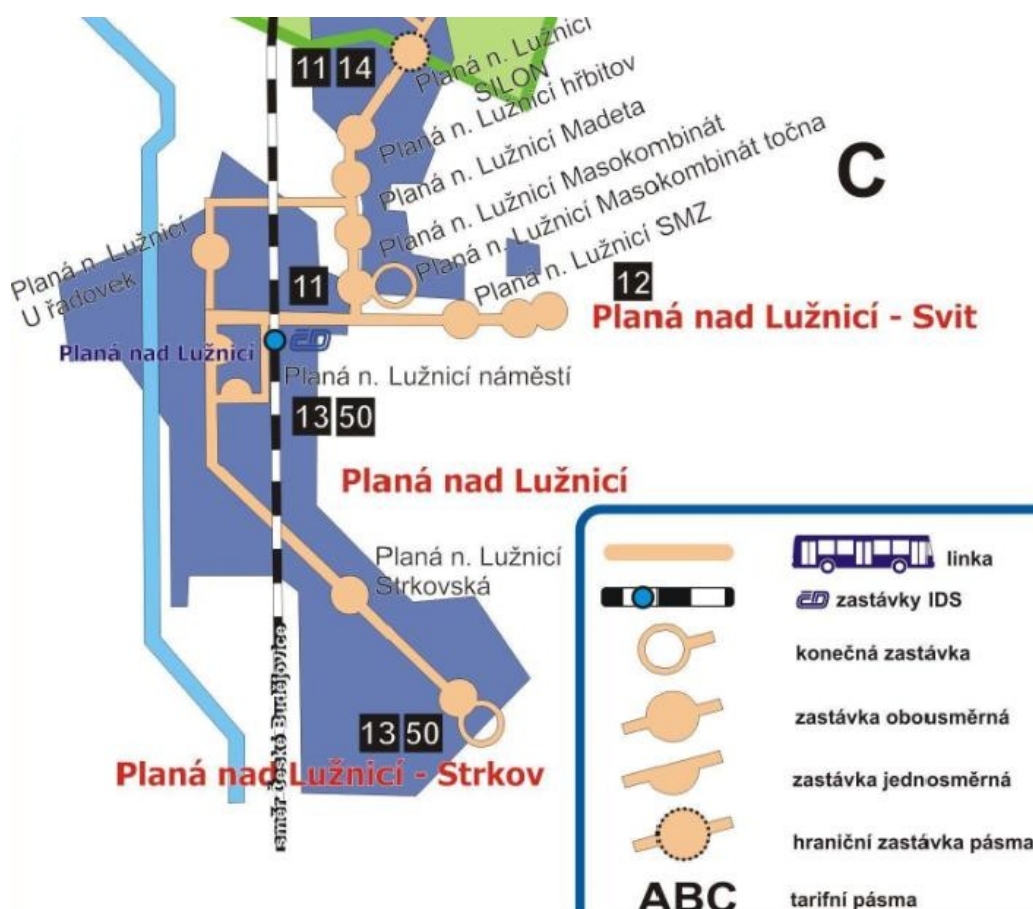 11 14
Planá n. Lužnicí
SILON
Planá n. Lužnicí hřbitov
Planá n. Lužnicí Madeta
Planá n. Lužnicí Masokombinát
Planá n. Lužnicí Masokombinát točna
Planá n. Lužnicí SMZ
C
Planá n. Lužnicí
U řadovek
11
12
Planá nad Lužnicí - Svit
Planá nad Lužnicí
ČD
Planá n. Lužnicí náměstí
13 50
Planá nad Lužnicí
Planá n. Lužnicí
Strkovská
směr České Budějovice
13 50
Planá nad Lužnicí - Strkov
linka
ČD zastávky IDS
konečná zastávka
zastávka obousměrná
zastávka jednosměrná
hraniční zastávka pásma
ABC tarifní pásma